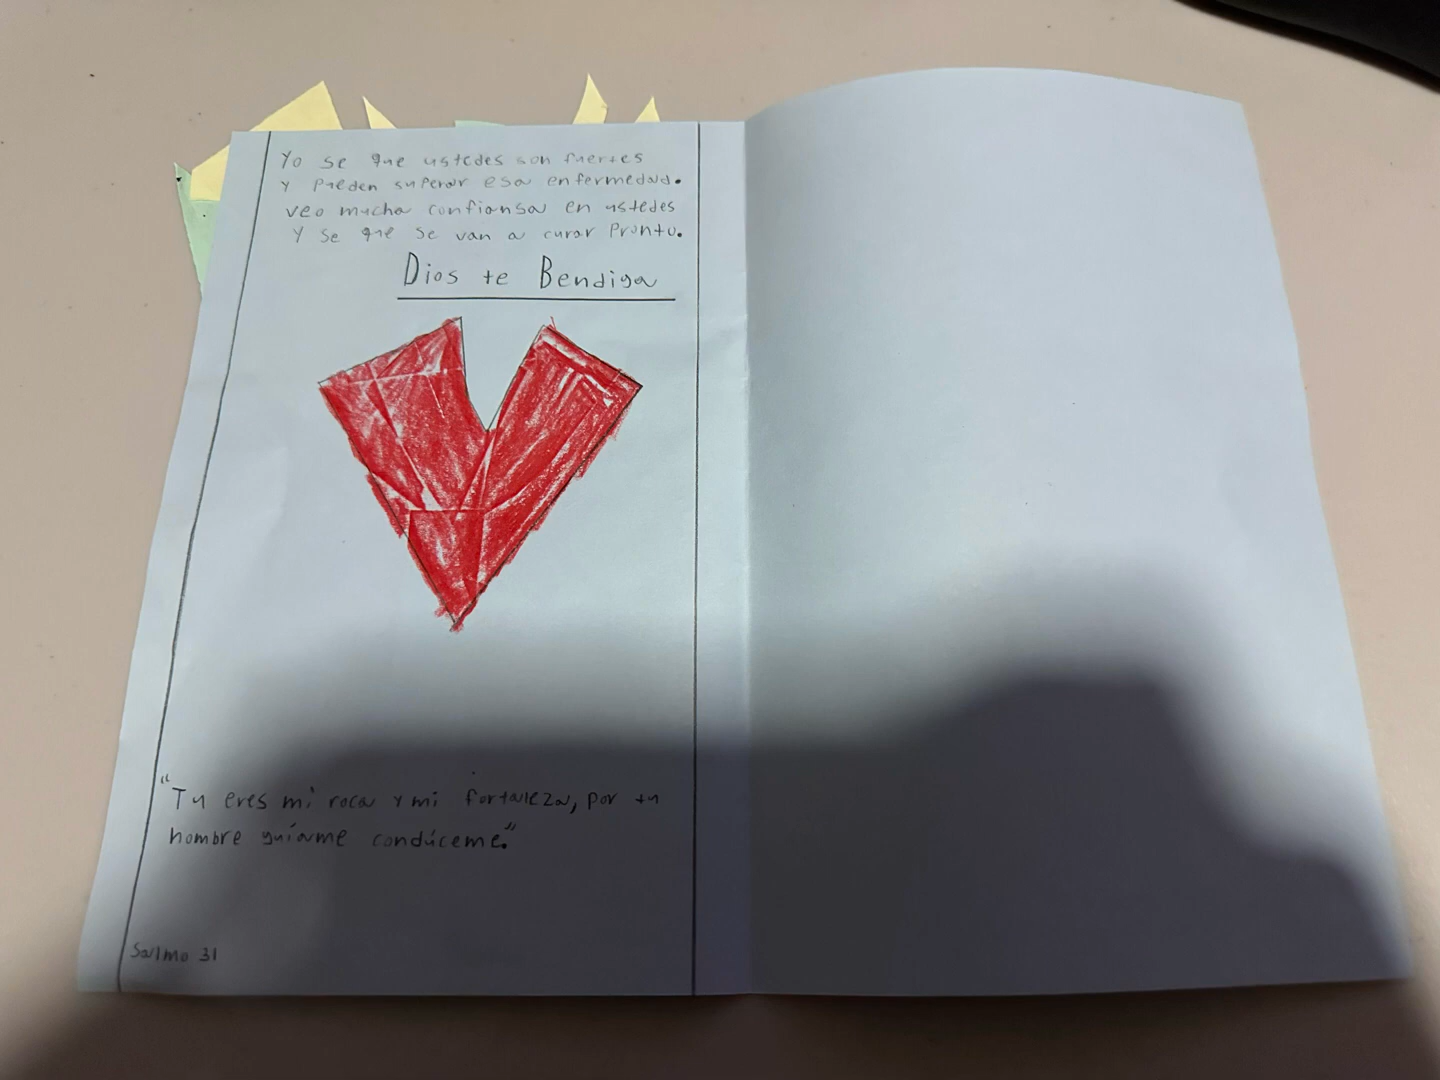 Yo se que ustedes son fuertes
y pueden superar esa enfermedad.
veo mucha confiansa en ustedes
y se que se van a curar Pronto.
Dios te Bendiga
"Tu eres mi roca y mi fortaleza, por tu
nombre guíame condúceme."
Salmo 31